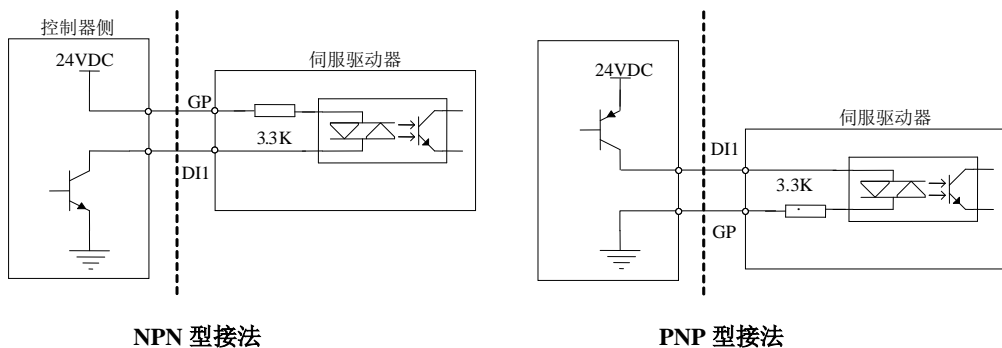 控制器侧
24VDC
伺服驱动器
GP
3.3K
DI1
NPN 型接法
24VDC
伺服驱动器
DI1
3.3K
GP
PNP 型接法